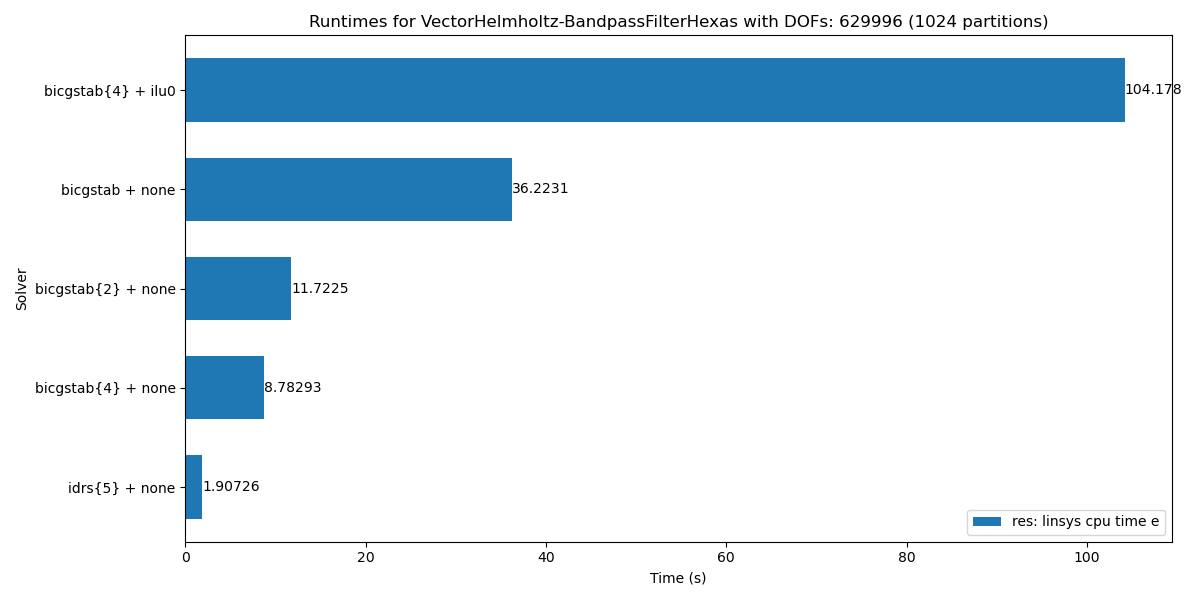 Runtimes for VectorHelmholtz-BandpassFilterHexas with DOFs: 629996 (1024 partitions)
bicgstab{4} + ilu0
104.178
bicgstab + none
36.2231
bicgstab{2} + none
11.7225
bicgstab{4} + none
8.78293
idrs{5} + none
1.90726
Solver
res: linsys cpu time e
0 20 40 60 80 100
Time (s)